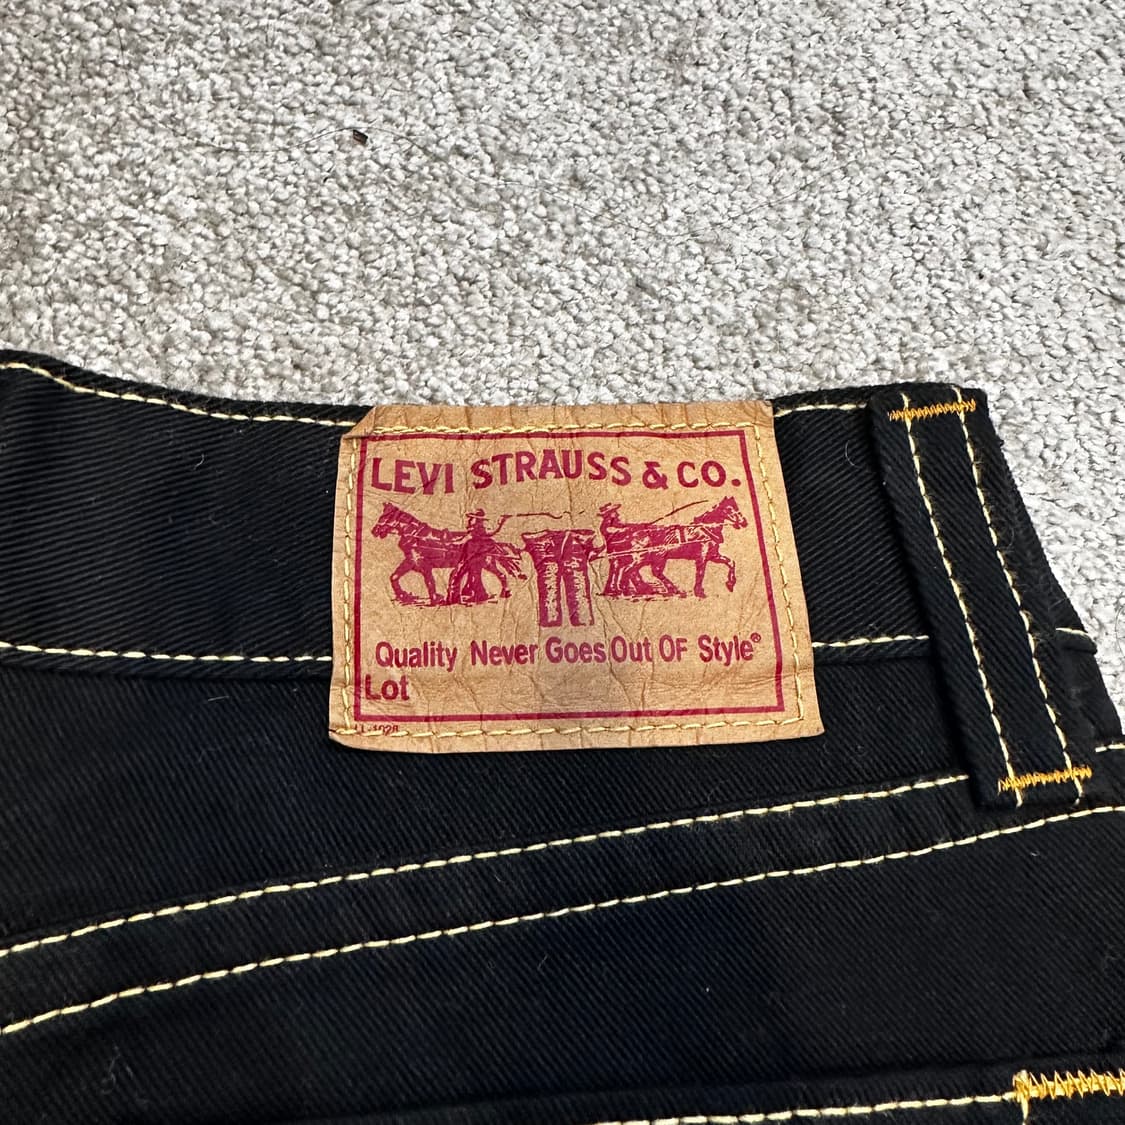 LEVI STRAUSS & CO.
Quality Never Goes Out OF Style®
Lot